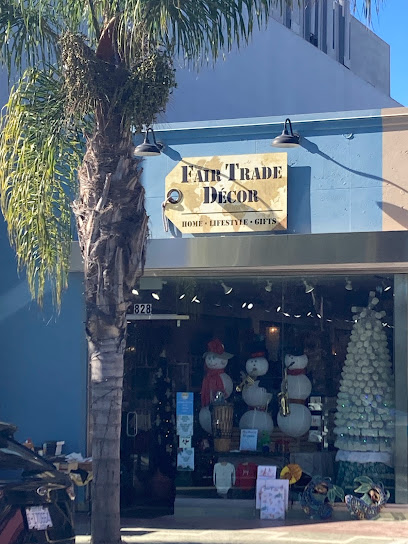 FAIR TRADE
DÉCOR
HOME • LIFESTYLE • GIFTS
828